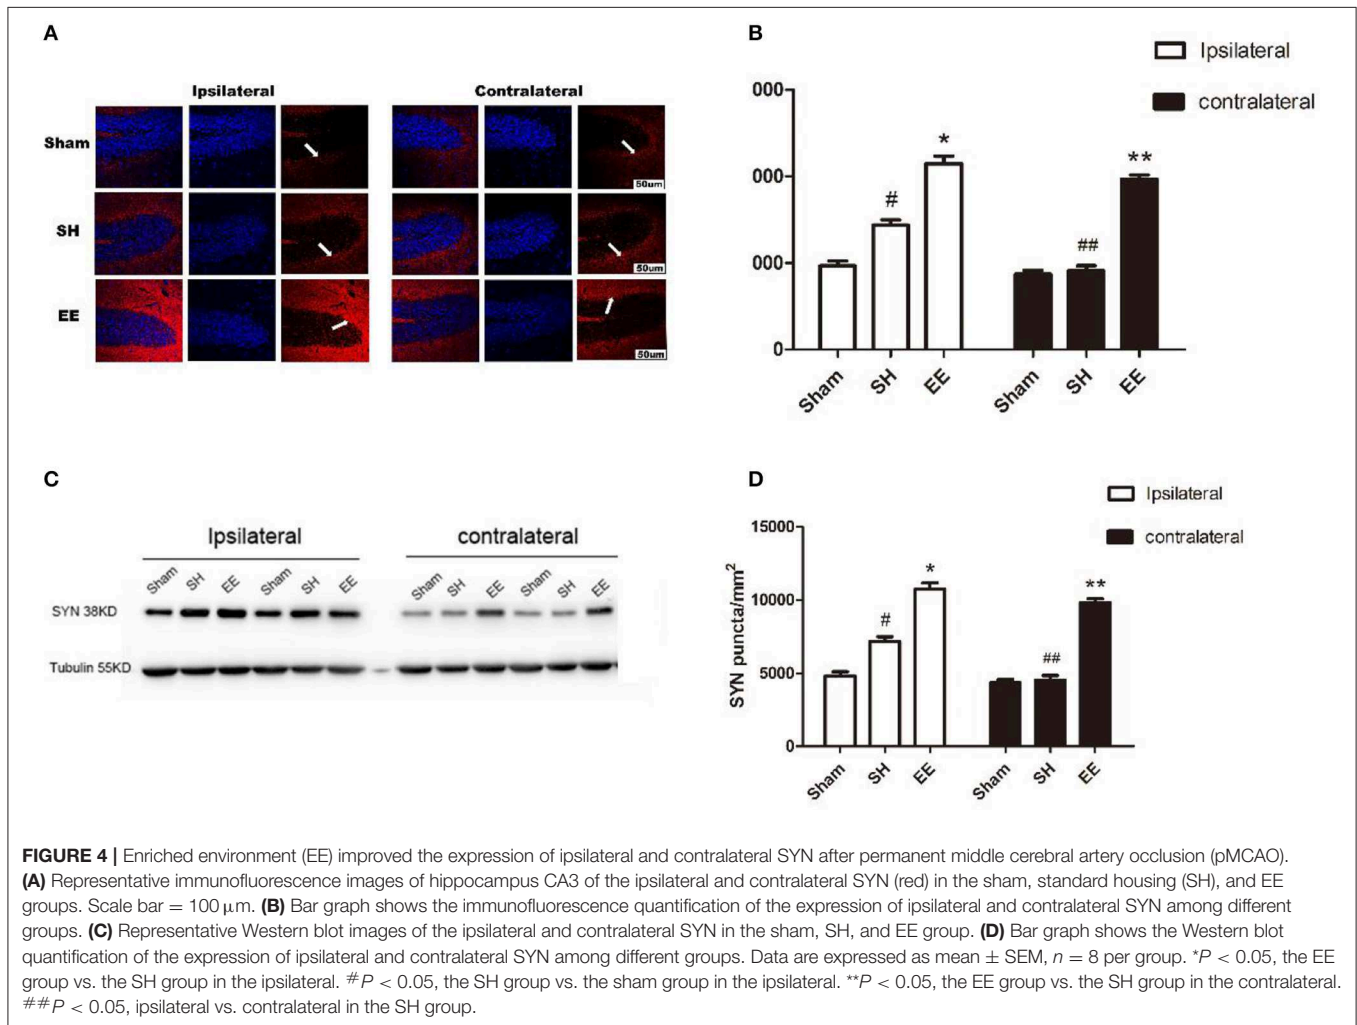 A
Ipsilateral
Contralateral
Sham
50um
SH
50um
EE
50um
B
Ipsilateral
contralateral
000
000
000
0
#
*
##
**
Sham
SH
EE
Sham
SH
EE
C
Ipsilateral
contralateral
Sham SH EE Sham SH EE
Sham SH EE Sham SH EE
SYN 38KD
Tubulin 55KD
D
Ipsilateral
contralateral
SYN puncta/mm²
15000
10000
5000
0
#
*
##
**
Sham
SH
EE
Sham
SH
EE
FIGURE 4 | Enriched environment (EE) improved the expression of ipsilateral and contralateral SYN after permanent middle cerebral artery occlusion (pMCAO).
(A) Representative immunofluorescence images of hippocampus CA3 of the ipsilateral and contralateral SYN (red) in the sham, standard housing (SH), and EE
groups. Scale bar = 100 μm. (B) Bar graph shows the immunofluorescence quantification of the expression of ipsilateral and contralateral SYN among different
groups. (C) Representative Western blot images of the ipsilateral and contralateral SYN in the sham, SH, and EE group. (D) Bar graph shows the Western blot
quantification of the expression of ipsilateral and contralateral SYN among different groups. Data are expressed as mean ± SEM, n = 8 per group. *P < 0.05, the EE
group vs. the SH group in the ipsilateral. #P < 0.05, the SH group vs. the sham group in the ipsilateral. **P < 0.05, the EE group vs. the SH group in the contralateral.
##P < 0.05, ipsilateral vs. contralateral in the SH group.